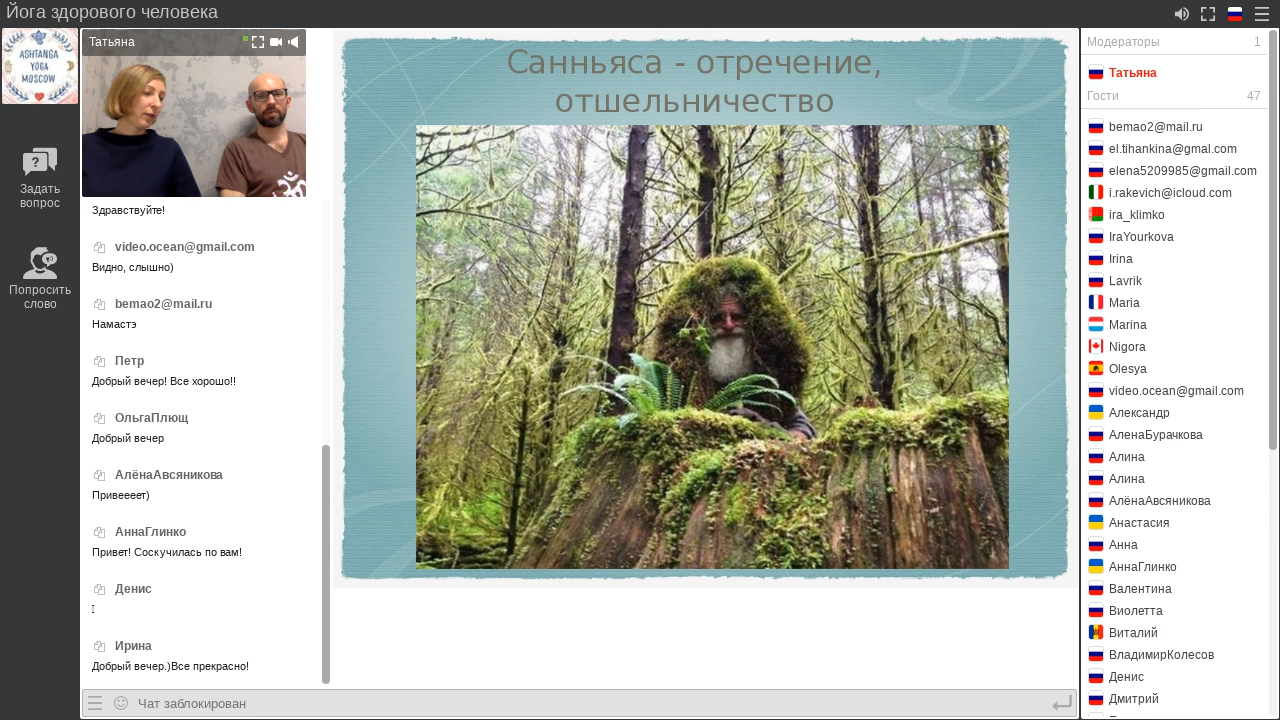 Йога здорового человека
ASHTANGA
YOGA
MOSCOW
Задать
вопрос
Попросить
слово
Татьяна
Здравствуйте!
video.ocean@gmail.com
Видно, слышно)
bemao2@mail.ru
Намастэ
Петр
Добрый вечер! Все хорошо!!
ОльгаПлющ
Добрый вечер
АлёнаАвсяникова
Привеееет)
АннаГлинко
Привет! Соскучилась по вам!
Денис
Ирина
Добрый вечер.)Все прекрасно!
Чат заблокирован
Санньяса - отречение,
отшельничество
Модераторы 1
Татьяна
Гости 47
bemao2@mail.ru
el.tihankina@gmal.com
elena5209985@gmail.com
i.rakevich@icloud.com
ira_klimko
iraYourkova
Irina
Laylik
Maria
Marina
Nigora
Olesya
video.ocean@gmail.com
Александр
АленаБурачкова
Алина
Алина
АлёнаАвсяникова
Анастасия
Анна
АннаГлинко
Валентина
Виолетта
Виталий
ВладимирКолесов
Денис
Дмитрий